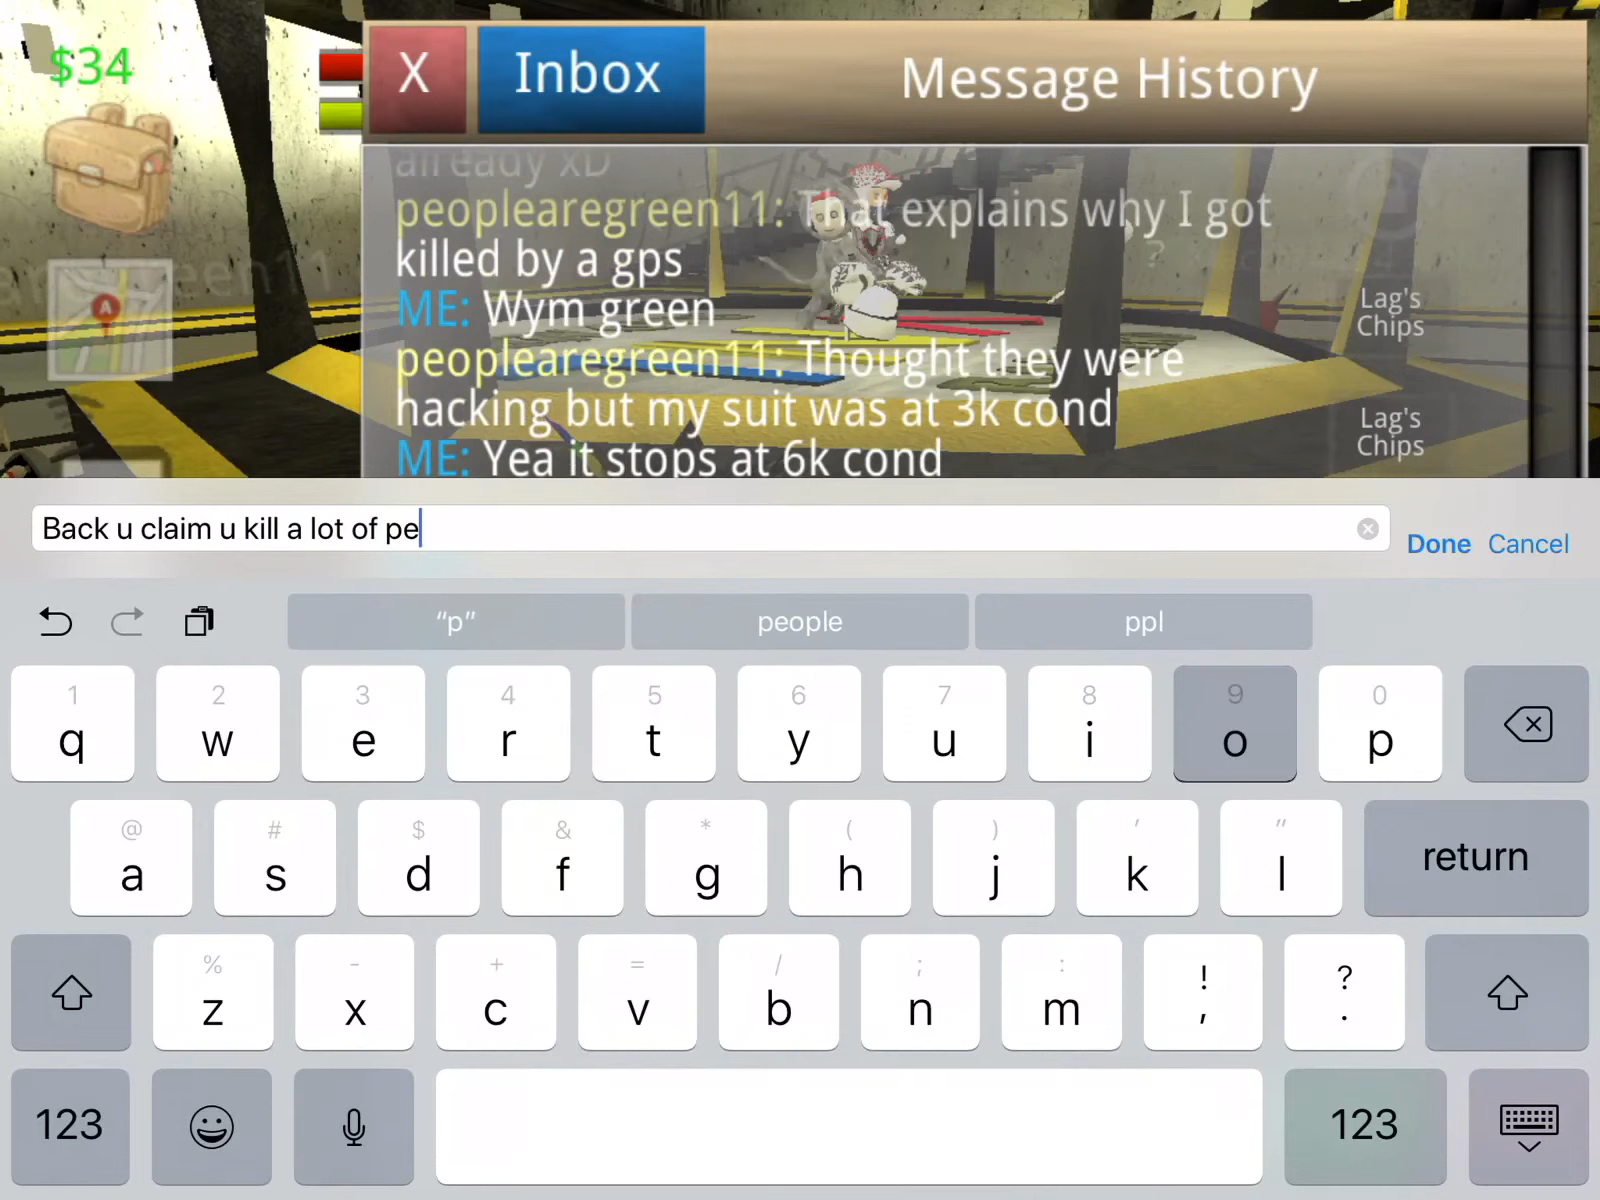 $34
X
Inbox
Message History
already xD
peoplearegreen11: That explains why I got
killed by a gps
ME: Wym green
peoplearegreen11: Thought they were
hacking but my suit was at 3k cond
ME: Yea it stops at 6k cond
Lag's
Chips
Lag's
Chips
A
?
Back u claim u kill a lot of pe
Done
Cancel
“p”
people
ppl
1 2 3 4 5 6 7 8 9 0
q w e r t y u i o p
@ # $ & * ( ) ' "
a s d f g h j k l return
% - + = / ; : ! ?
z x c v b n m , .
123
123